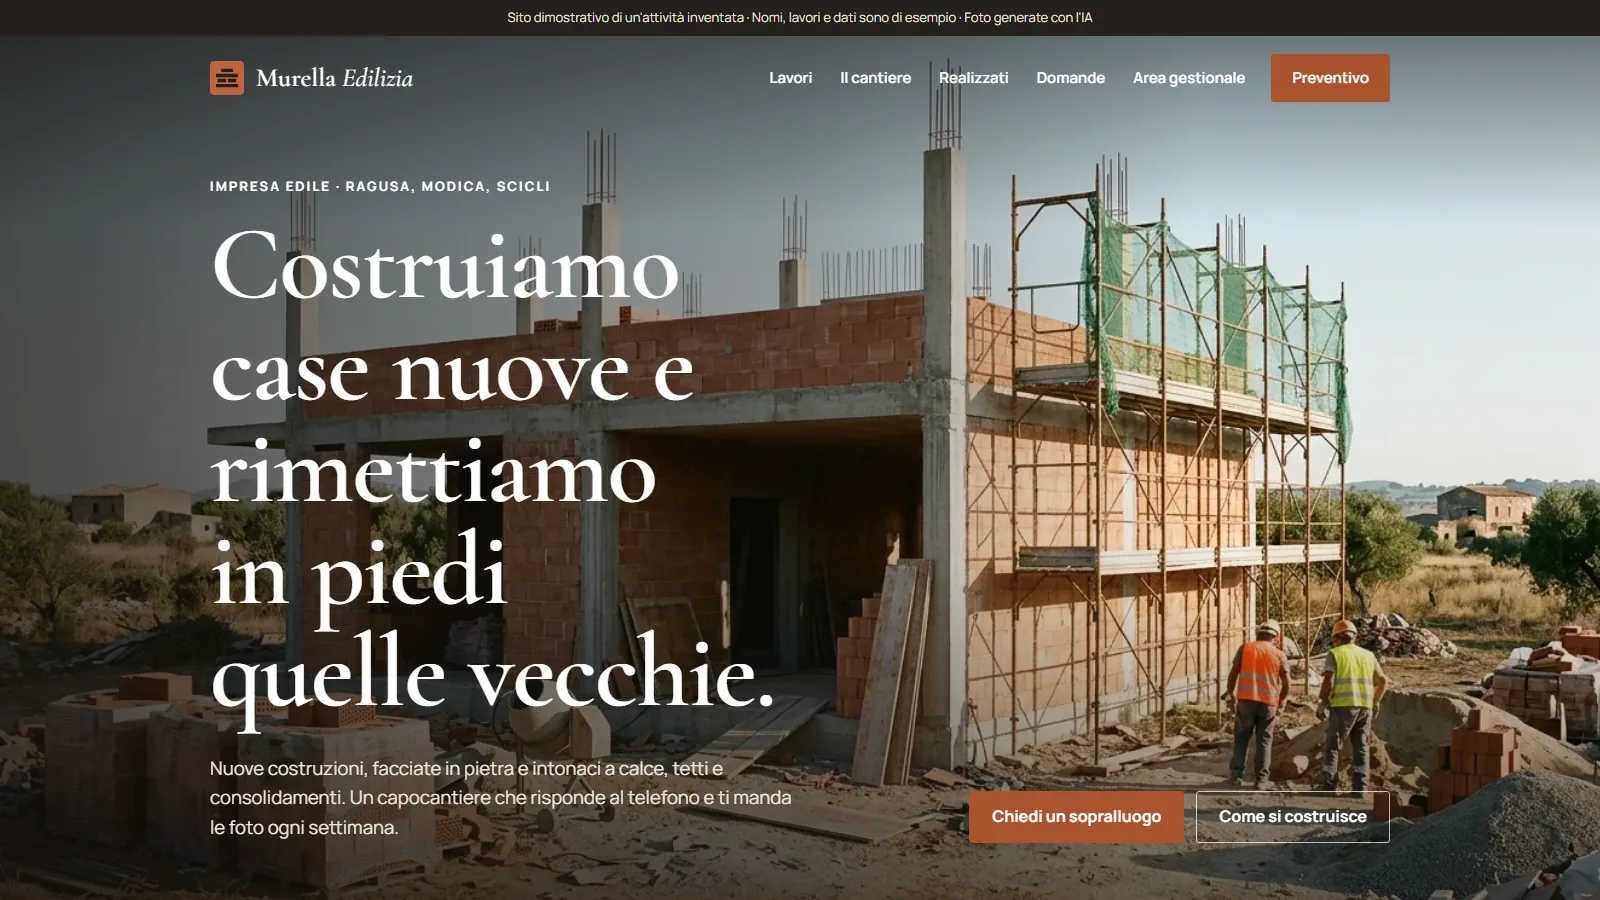 Sito dimostrativo di un'attività inventata · Nomi, lavori e dati sono di esempio · Foto generate con l'IA
Murella Edilizia
Lavori
Il cantiere
Realizzati
Domande
Area gestionale
Preventivo
IMPRESA EDILE · RAGUSA, MODICA, SCICLI
Costruiamo
case nuove e
rimettiamo
in piedi
quelle vecchie.
Nuove costruzioni, facciate in pietra e intonaci a calce, tetti e
consolidamenti. Un capocantiere che risponde al telefono e ti manda
le foto ogni settimana.
Chiedi un sopralluogo
Come si costruisce